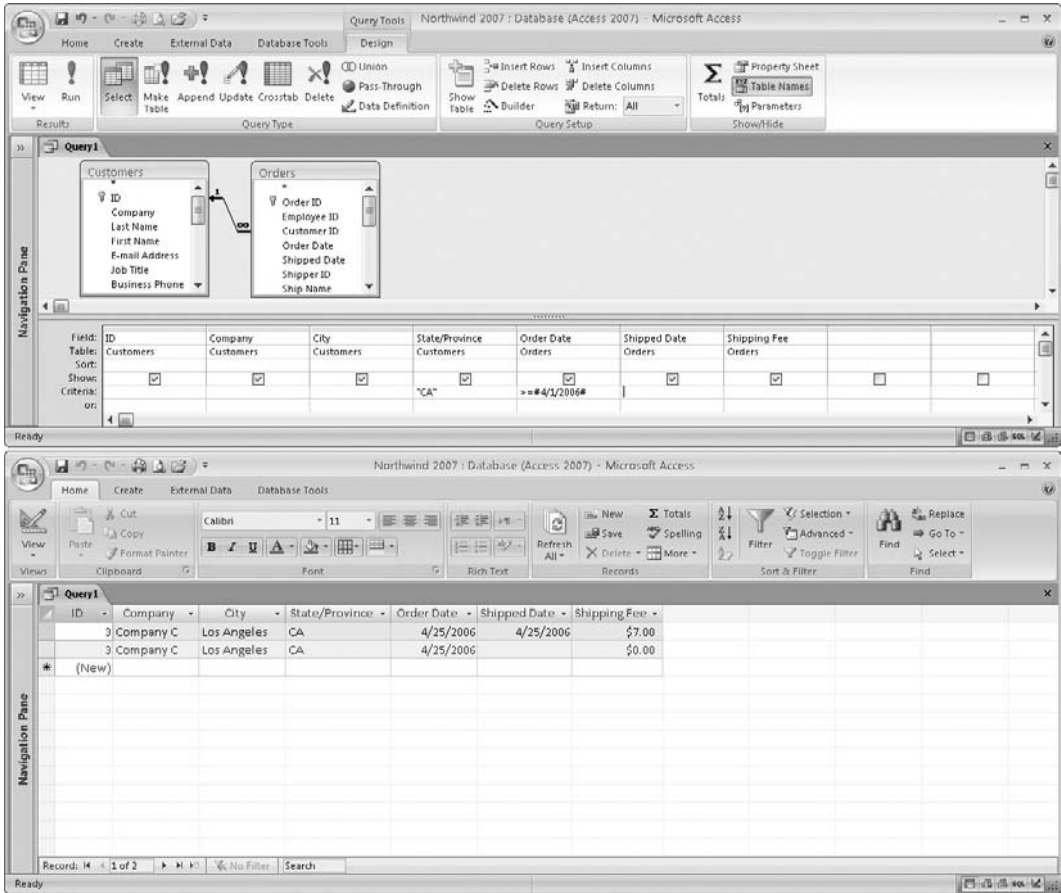 Query Tools Northwind 2007 : Database (Access 2007) - Microsoft Access
Home Create External Data Database Tools Design
View
Run
Select
Make Table
Append
Update
Crosstab
Delete
Union
Pass-Through
Data Definition
Show Table
Insert Rows
Delete Rows
Builder
Insert Columns
Delete Columns
Return: All
Totals
Property Sheet
Table Names
Parameters
Results Query Type Query Setup Show/Hide
Query1
Navigation Pane
Customers
*
ID
Company
Last Name
First Name
E-mail Address
Job Title
Business Phone
1
∞
Orders
*
Order ID
Employee ID
Customer ID
Order Date
Shipped Date
Shipper ID
Ship Name
Field: ID Company City State/Province Order Date Shipped Date Shipping Fee
Table: Customers Customers Customers Customers Orders Orders Orders
Sort:
Show:
Criteria: "CA" >=#4/1/2006#
or:
Ready SQL
Northwind 2007 : Database (Access 2007) - Microsoft Access
Home Create External Data Database Tools
View
Paste
Cut
Copy
Format Painter
Calibri 11
B I U A
Refresh All
New
Save
Delete
Totals
Spelling
More
Filter
Selection
Advanced
Toggle Filter
Find
Replace
Go To
Select
Views Clipboard Font Rich Text Records Sort & Filter Find
Query1
Navigation Pane
ID Company City State/Province Order Date Shipped Date Shipping Fee
3 Company C Los Angeles CA 4/25/2006 4/25/2006 $7.00
3 Company C Los Angeles CA 4/25/2006 $0.00
* (New)
Record: 1 of 2 No Filter Search
Ready SQL